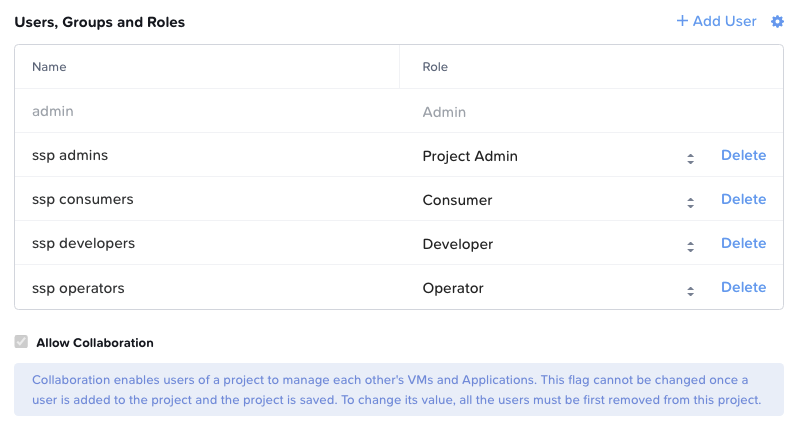 Users, Groups and Roles
+ Add User
Name Role
admin Admin
ssp admins Project Admin Delete
ssp consumers Consumer Delete
ssp developers Developer Delete
ssp operators Operator Delete
Allow Collaboration
Collaboration enables users of a project to manage each other's VMs and Applications. This flag cannot be changed once a
user is added to the project and the project is saved. To change its value, all the users must be first removed from this project.